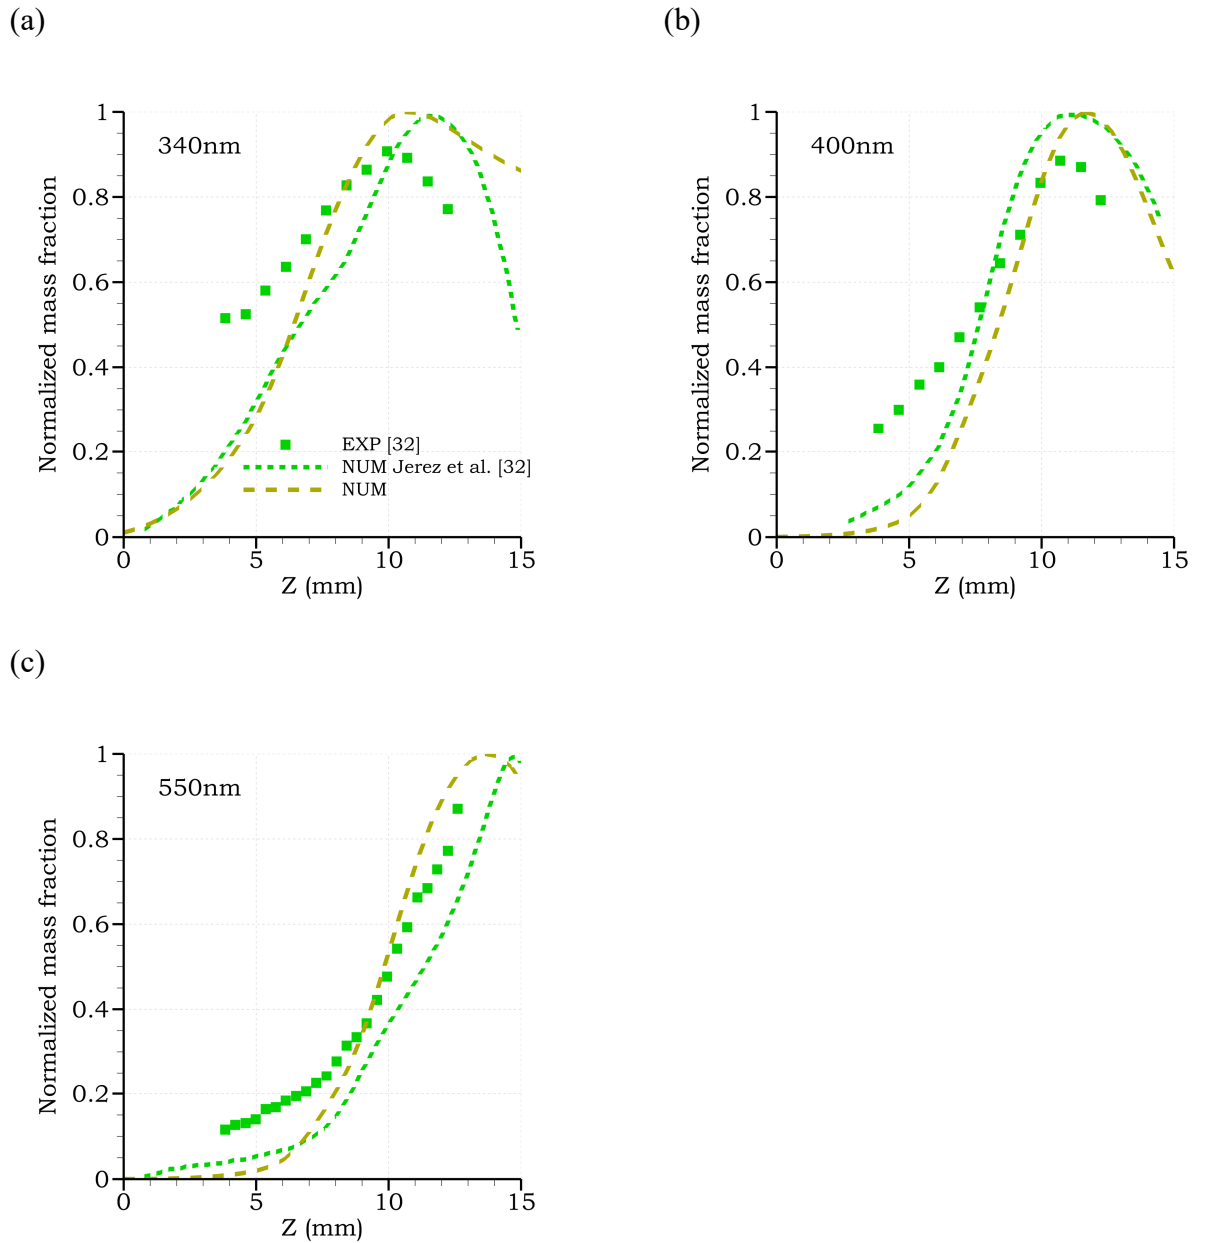 (a)
340nm
Normalized mass fraction
1
0.8
0.6
0.4
0.2
0
0 5 10 15
Z (mm)
EXP [32]
NUM Jerez et al. [32]
NUM
(b)
400nm
Normalized mass fraction
1
0.8
0.6
0.4
0.2
0
0 5 10 15
Z (mm)
(c)
550nm
Normalized mass fraction
1
0.8
0.6
0.4
0.2
0
0 5 10 15
Z (mm)